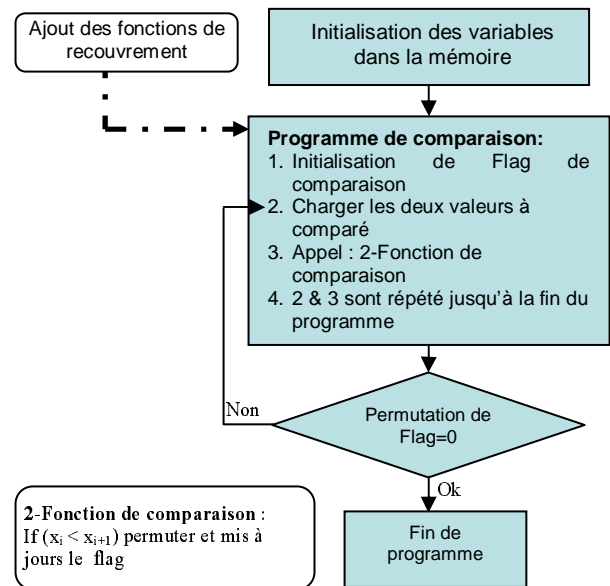 Ajout des fonctions de
recouvrement
Initialisation des variables
dans la mémoire
Programme de comparaison:
1. Initialisation de Flag de
comparaison
2. Charger les deux valeurs à
comparé
3. Appel : 2-Fonction de
comparaison
4. 2 & 3 sont répété jusqu'à la fin du
programme
Non
Permutation de
Flag=0
Ok
2-Fonction de comparaison :
If (xi < xi+1) permuter et mis à
jours le flag
Fin de
programme